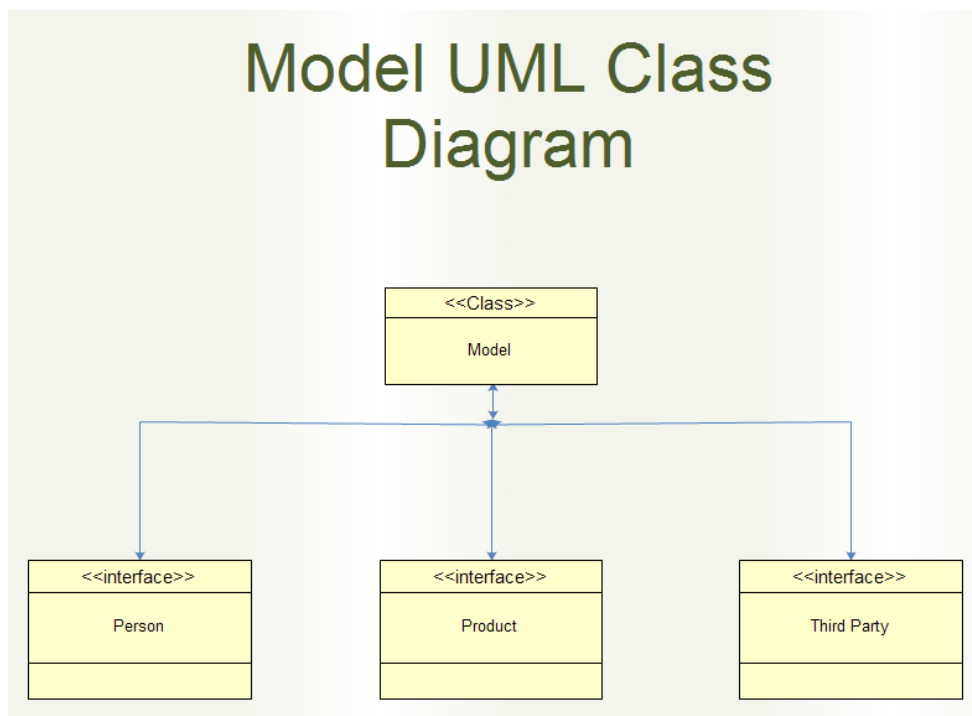 Model UML Class
Diagram
<<Class>>
Model
<<interface>>
Person
<<interface>>
Product
<<interface>>
Third Party